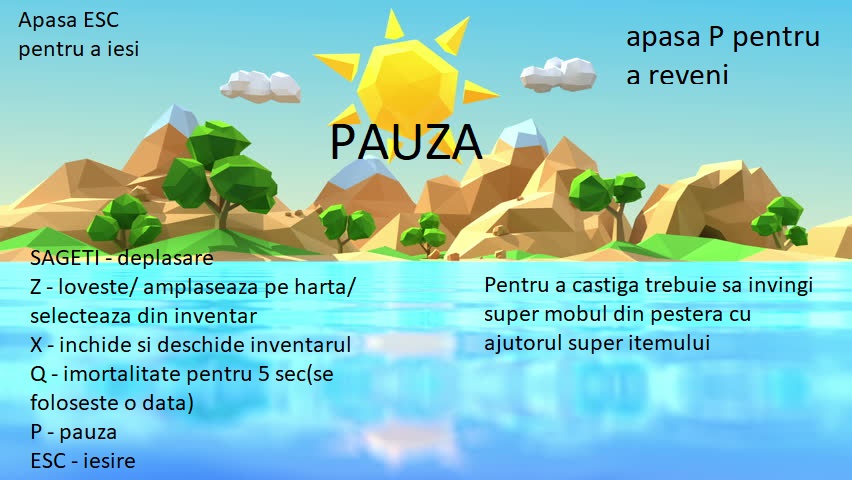 Apasa ESC
pentru a iesi
apasa P pentru
a reveni
PAUZA
SAGETI - deplasare
Z - loveste/ amplaseaza pe harta/
selecteaza din inventar
X - inchide si deschide inventarul
Q - imortalitate pentru 5 sec(se
foloseste o data)
P - pauza
ESC - iesire
Pentru a castiga trebuie sa invingi
super mobul din pestera cu
ajutorul super itemului